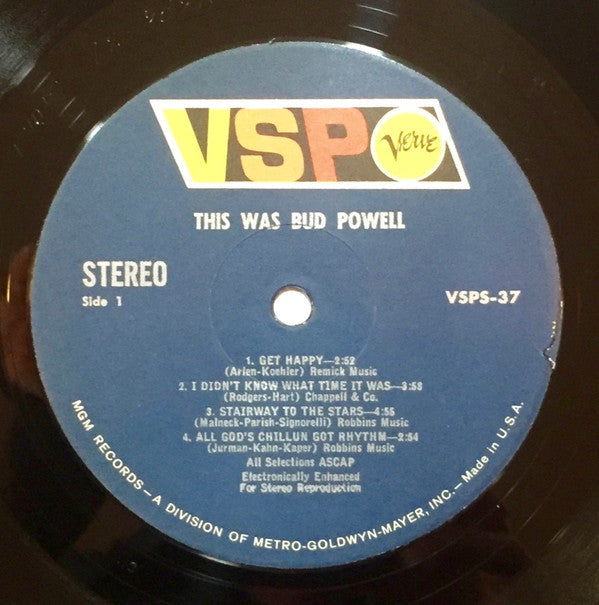 VSP Verve
THIS WAS BUD POWELL
STEREO
Side 1
VSPS-37
1. GET HAPPY—2:52
(Arlen-Koehler) Remick Music
2. I DIDN'T KNOW WHAT TIME IT WAS—3:58
(Rodgers-Hart) Chappell & Co.
3. STAIRWAY TO THE STARS—4:55
(Malneck-Parish-Signorelli) Robbins Music
4. ALL GOD'S CHILLUN GOT RHYTHM—2:54
(Jurman-Kahn-Kaper) Robbins Music
All Selections ASCAP
Electronically Enhanced
For Stereo Reproduction
MGM RECORDS—A DIVISION OF METRO-GOLDWYN-MAYER, INC.—Made in U.S.A.